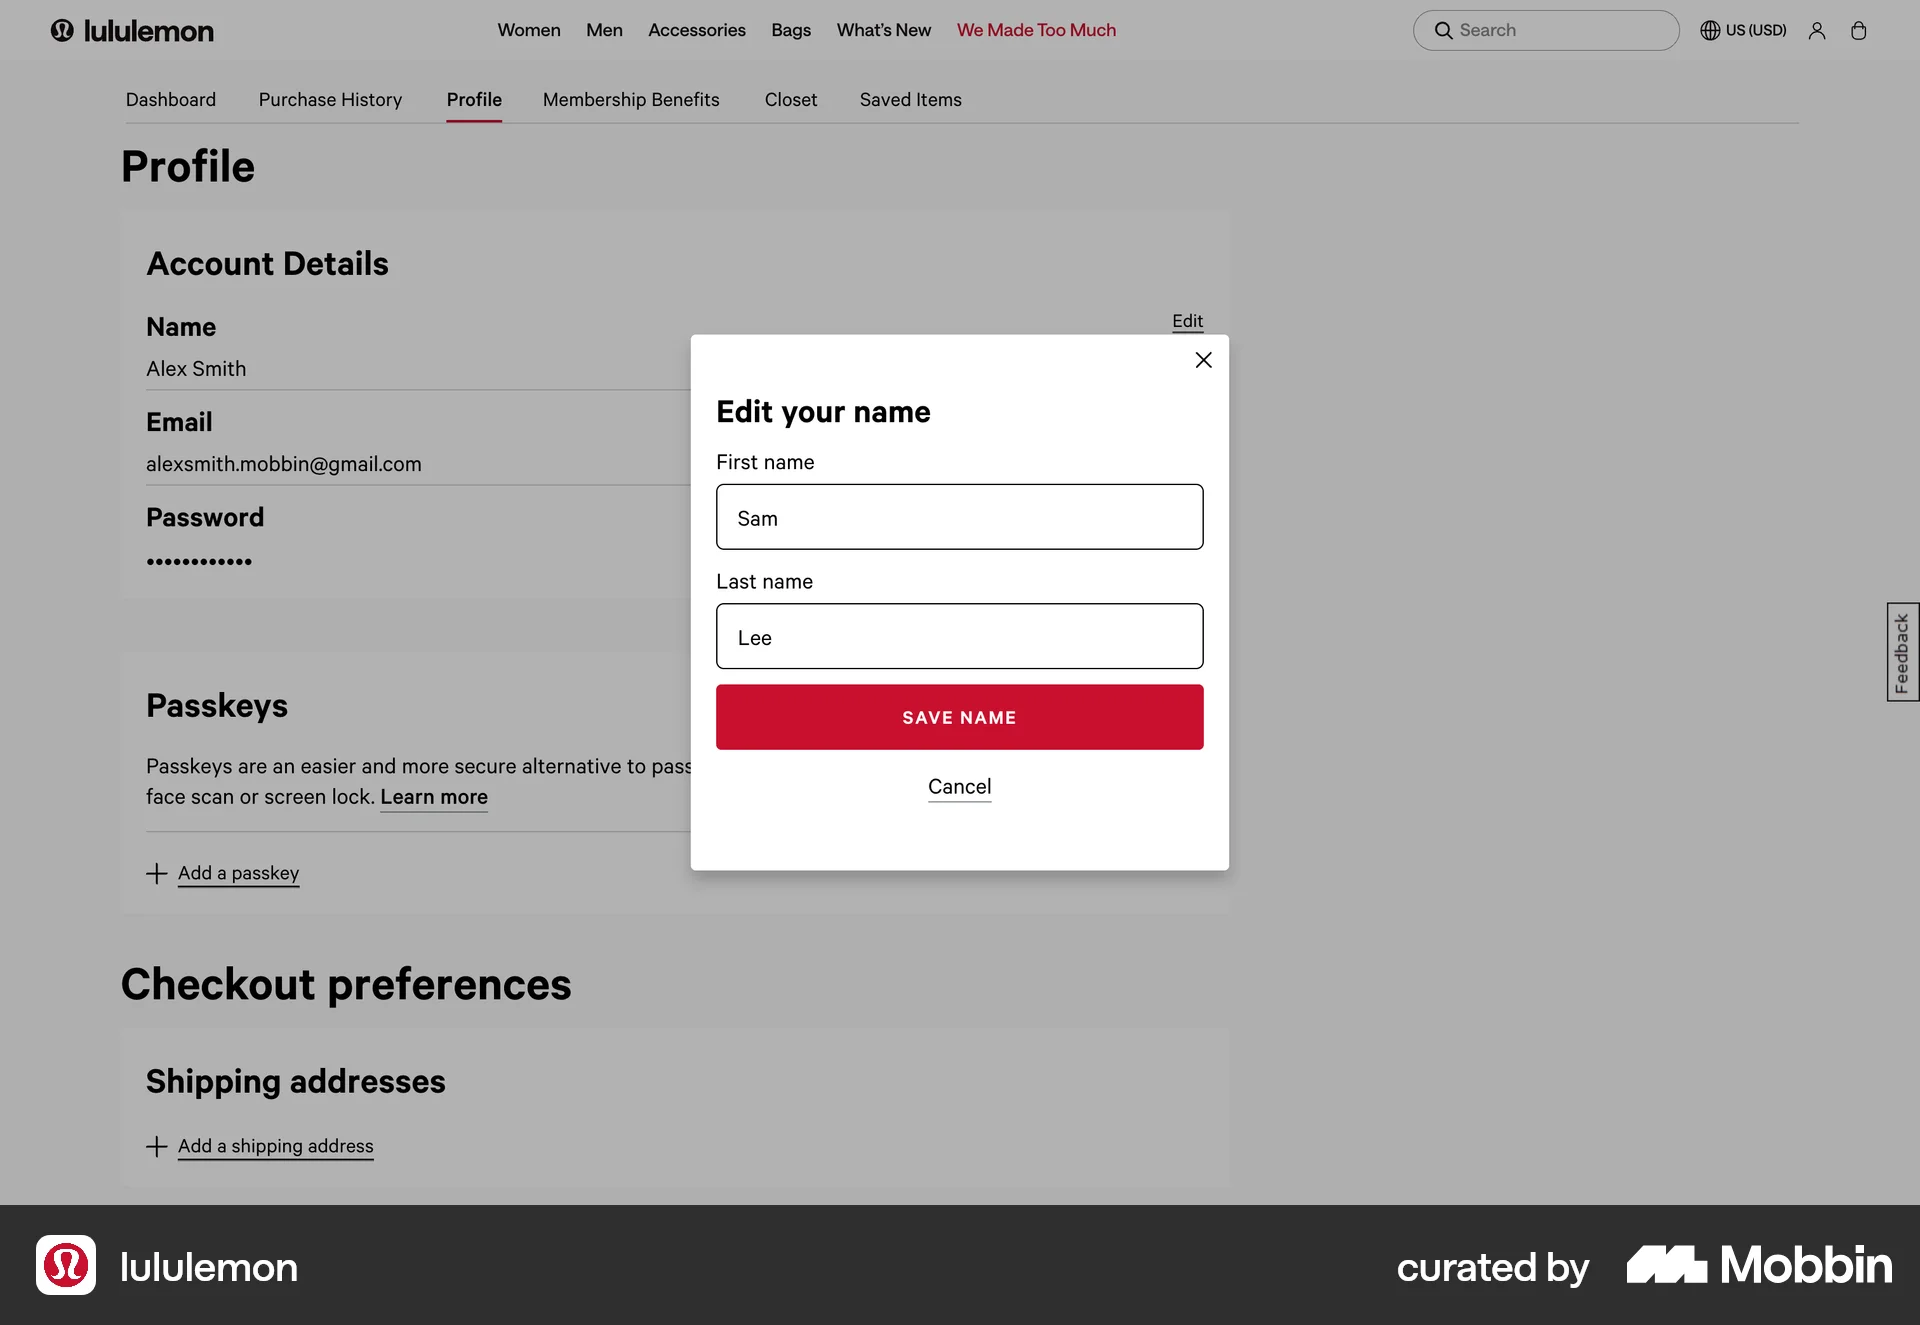 lululemon
Women Men Accessories Bags What's New We Made Too Much
Search
US (USD)
Dashboard Purchase History Profile Membership Benefits Closet Saved Items
Profile
Account Details
Name
Edit
Alex Smith
Email
alexsmith.mobbin@gmail.com
Password
••••••••••••
Edit your name
First name
Sam
Last name
Lee
SAVE NAME
Cancel
Feedback
Passkeys
Passkeys are an easier and more secure alternative to pass
face scan or screen lock. Learn more
Add a passkey
Checkout preferences
Shipping addresses
Add a shipping address
lululemon
curated by Mobbin